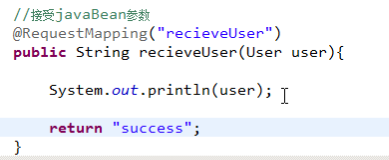 //接受javaBean参数
@RequestMapping("recieveUser")
public String recieveUser(User user){
System.out.println(user);
return "success";
}